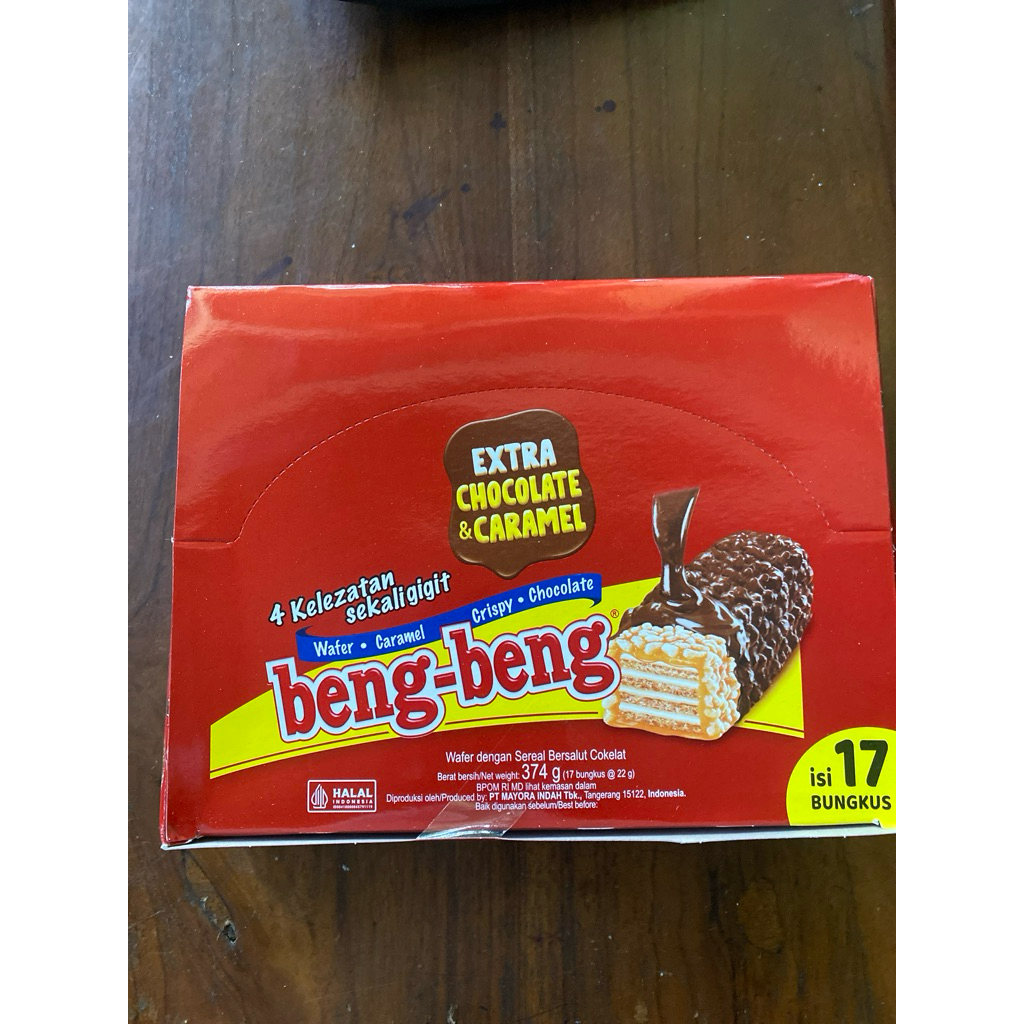 EXTRA
CHOCOLATE
& CARAMEL
4 Kelezatan
sekali gigit
Wafer • Caramel Crispy • Chocolate
beng-beng®
Wafer dengan Sereal Bersalut Cokelat
Berat bersih/Net weight: 374 g (17 bungkus @ 22 g)
BPOM RI MD lihat kemasan dalam
Diproduksi oleh/Produced by: PT MAYORA INDAH Tbk., Tangerang 15122, Indonesia.
Baik digunakan sebelum/Best before:
HALAL
INDONESIA
isi 17
BUNGKUS